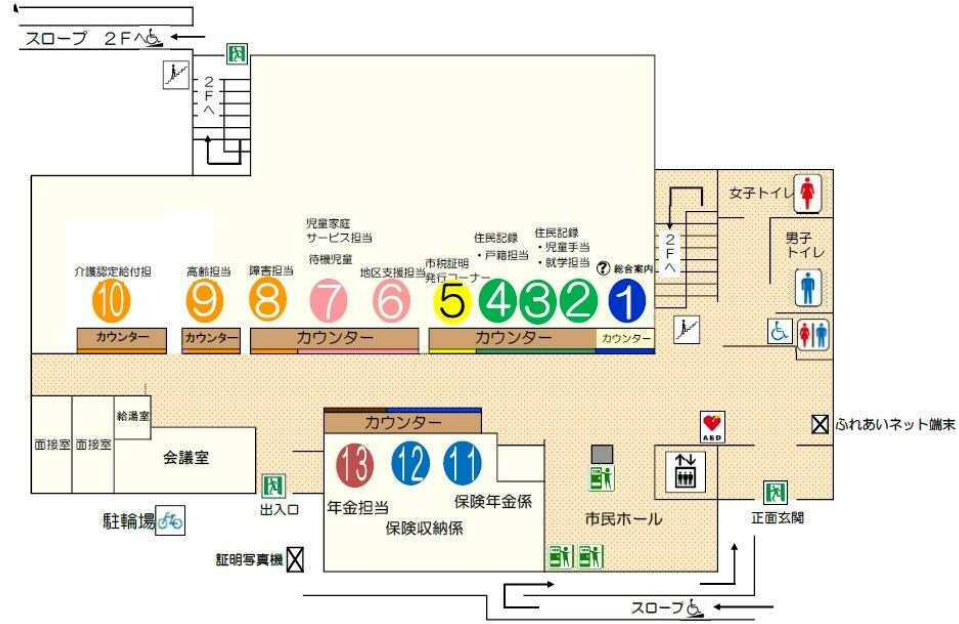 スロープ 2Fへ
2Fへ
女子トイレ
男子
トイレ
2Fへ
児童家庭
サービス担当
待機児童
住民記録
・戸籍担当
住民記録
・児童手当
・就学担当
介護認定給付担
高齢担当
障害担当
地区支援担当
市税証明
発行コーナー
?総合案内
10
9
8
7
6
5
4
3
2
1
カウンター
カウンター
カウンター
カウンター
カウンター
カウンター
ふれあいネット端末
AED
面接室
面接室
給湯室
会議室
13
12
11
年金担当
保険収納係
保険年金係
市民ホール
出入口
正面玄関
駐輪場
証明写真機
スロープ